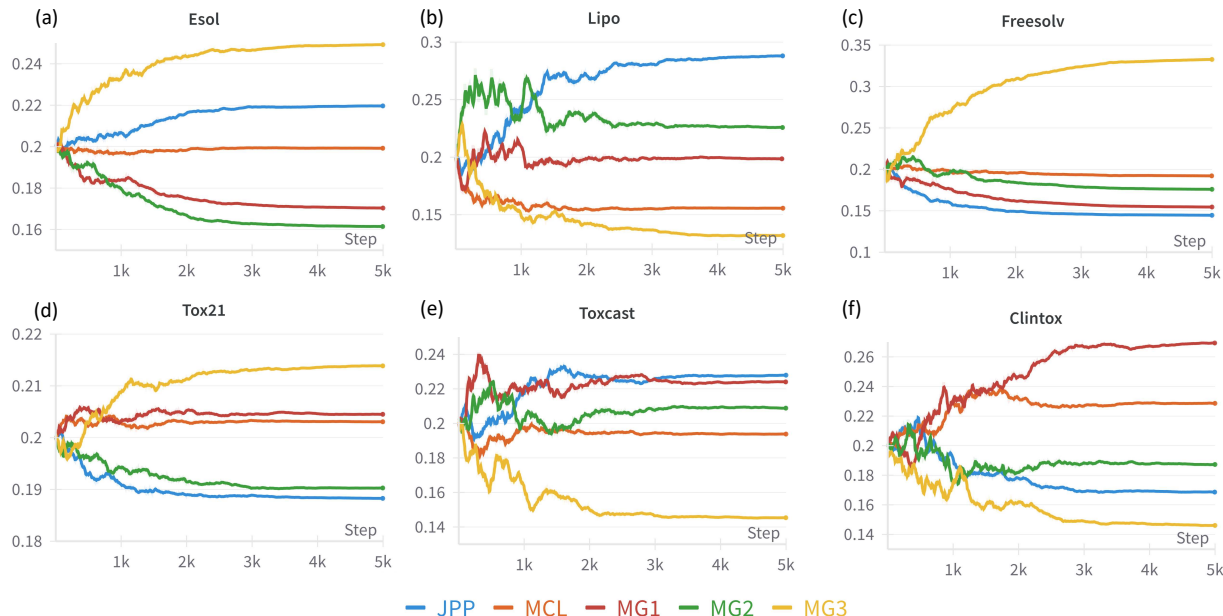 (a) Esol
0.24
0.22
0.2
0.18
0.16
Step
1k 2k 3k 4k 5k
(b) Lipo
0.3
0.25
0.2
0.15
Step
1k 2k 3k 4k 5k
(c) Freesolv
0.35
0.3
0.25
0.2
0.15
0.1
Step
1k 2k 3k 4k 5k
(d) Tox21
0.22
0.21
0.2
0.19
0.18
Step
1k 2k 3k 4k 5k
(e) Toxcast
0.24
0.22
0.2
0.18
0.16
0.14
Step
1k 2k 3k 4k 5k
(f) Clintox
0.26
0.24
0.22
0.2
0.18
0.16
0.14
Step
1k 2k 3k 4k 5k
JPP MCL MG1 MG2 MG3